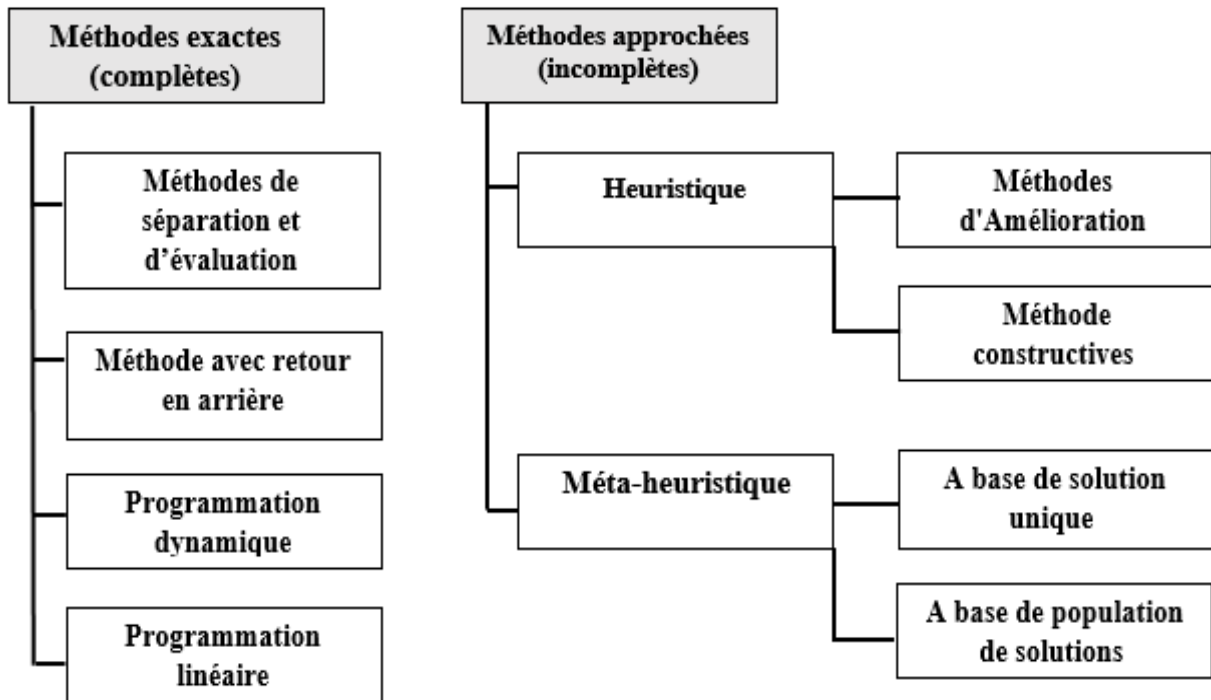 Méthodes exactes
(complètes)
Méthodes de
séparation et
d’évaluation
Méthode avec retour
en arrière
Programmation
dynamique
Programmation
linéaire
Méthodes approchées
(incomplètes)
Heuristique
Méthodes
d'Amélioration
Méthode
constructives
Méta-heuristique
A base de solution
unique
A base de population
de solutions